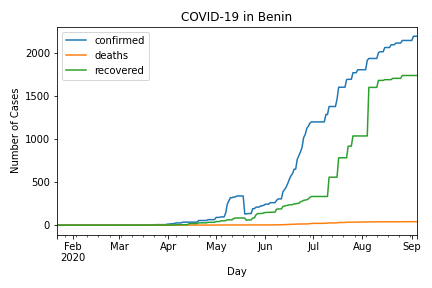 COVID-19 in Benin
confirmed
deaths
recovered
Number of Cases
2000
1500
1000
500
0
Feb Mar Apr May Jun Jul Aug Sep
2020
Day